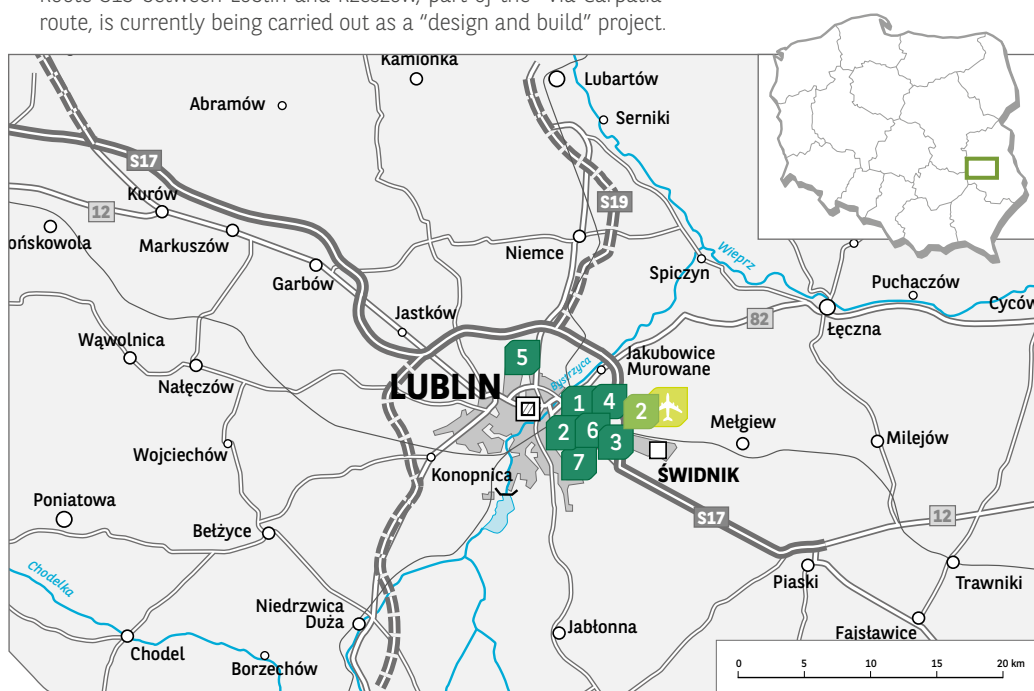 Route S19 between Lublin and Rzeszów, part of the "Via Carpatia"
route, is currently being carried out as a “design and build” project.
Kamionka
Lubartów
Abramów
Serniki
S17
Kurów
S19
12
Markuszów
Niemce
Wieprz
Spiczyn
Garbów
Puchaczów
Cyców
Jastków
82
Łęczna
Wąwolnica
5
Jakubowice
Murowane
Nałęczów
LUBLIN
Bystrzyca
1
4
2
2
6
3
Mełgiew
Milejów
Wojciechów
7
Konopnica
ŚWIDNIK
Poniatowa
S17
12
Bełżyce
Chodelka
Piaski
Trawniki
Niedrzwica
Duża
Jabłonna
Fajsławice
Chodel
Borzechów
0
5
10
15
20 km